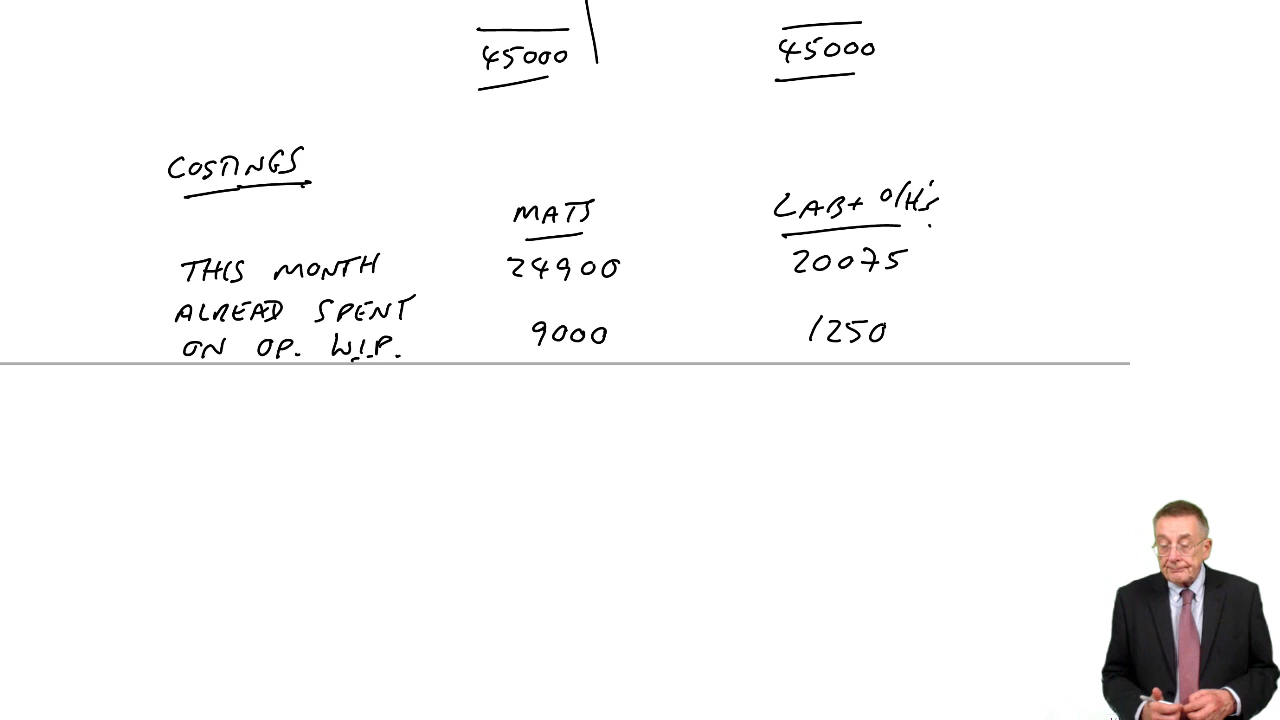 45000 45000
COSTINGS
MATS LAB+ O/H's
THIS MONTH 24900 20075
ALREAD SPENT
ON OP. W.I.P. 9000 1250